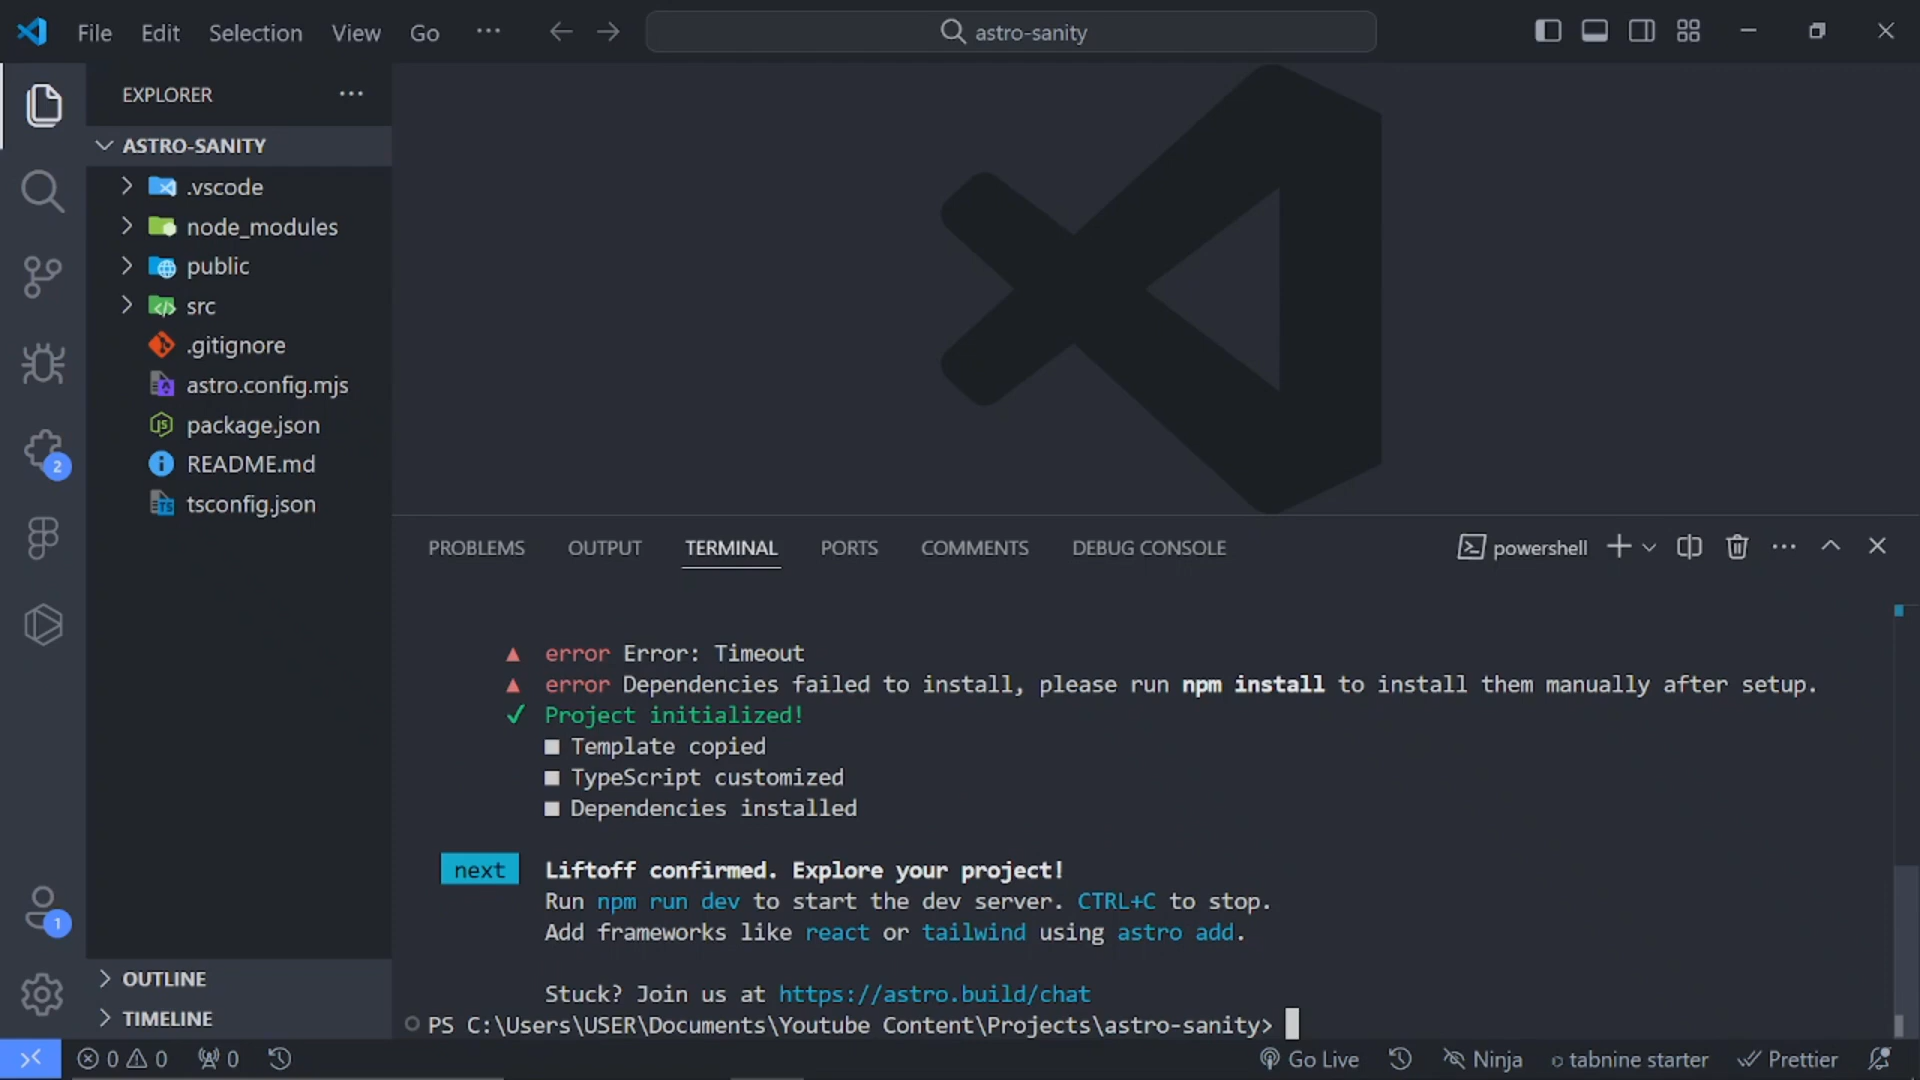 File Edit Selection View Go ···
astro-sanity
EXPLORER
ASTRO-SANITY
.vscode
node_modules
public
src
.gitignore
astro.config.mjs
package.json
README.md
tsconfig.json
2
1
OUTLINE
TIMELINE
PROBLEMS OUTPUT TERMINAL PORTS COMMENTS DEBUG CONSOLE
powershell
▲ error Error: Timeout
▲ error Dependencies failed to install, please run npm install to install them manually after setup.
✓ Project initialized!
■ Template copied
■ TypeScript customized
■ Dependencies installed
next Liftoff confirmed. Explore your project!
Run npm run dev to start the dev server. CTRL+C to stop.
Add frameworks like react or tailwind using astro add.
Stuck? Join us at https://astro.build/chat
PS C:\Users\USER\Documents\Youtube Content\Projects\astro-sanity>
0 0 0 Go Live Ninja tabnine starter Prettier